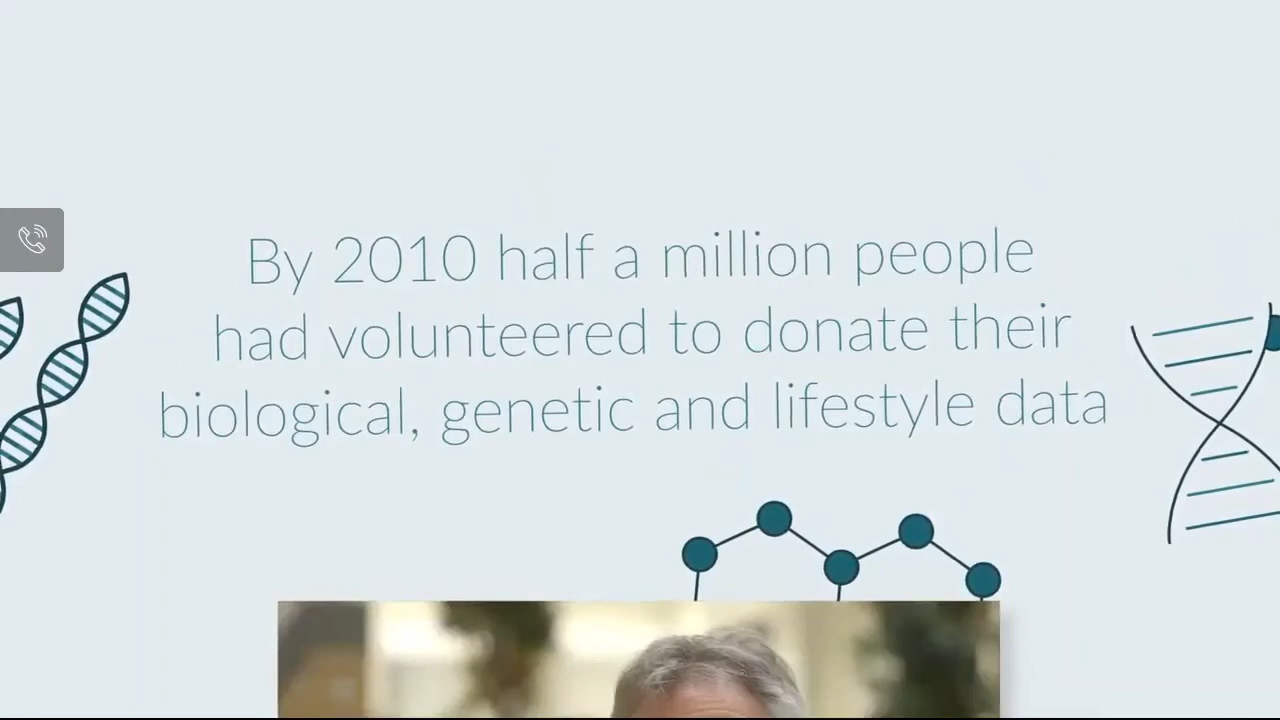 By 2010 half a million people
had volunteered to donate their
biological, genetic and lifestyle data